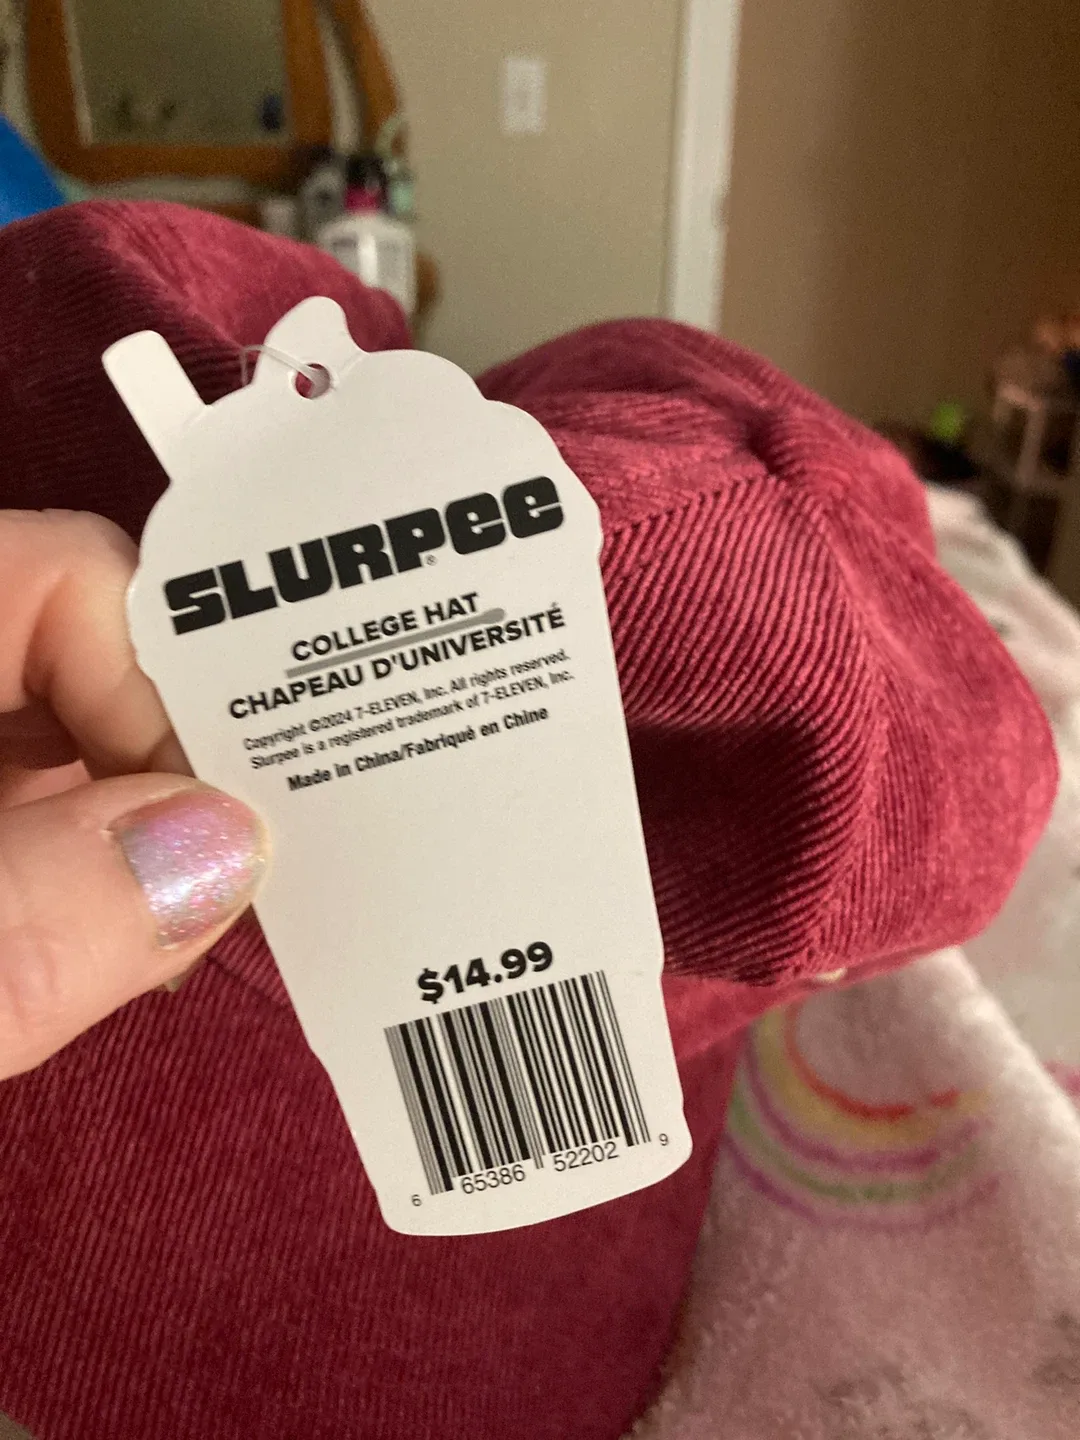 SLURPEE®
COLLEGE HAT
CHAPEAU D'UNIVERSITÉ
Copyright ©2024 7-ELEVEN, Inc. All rights reserved.
Slurpee is a registered trademark of 7-ELEVEN, Inc.
Made in China/Fabriqué en Chine
$14.99
6 65386 52202 9